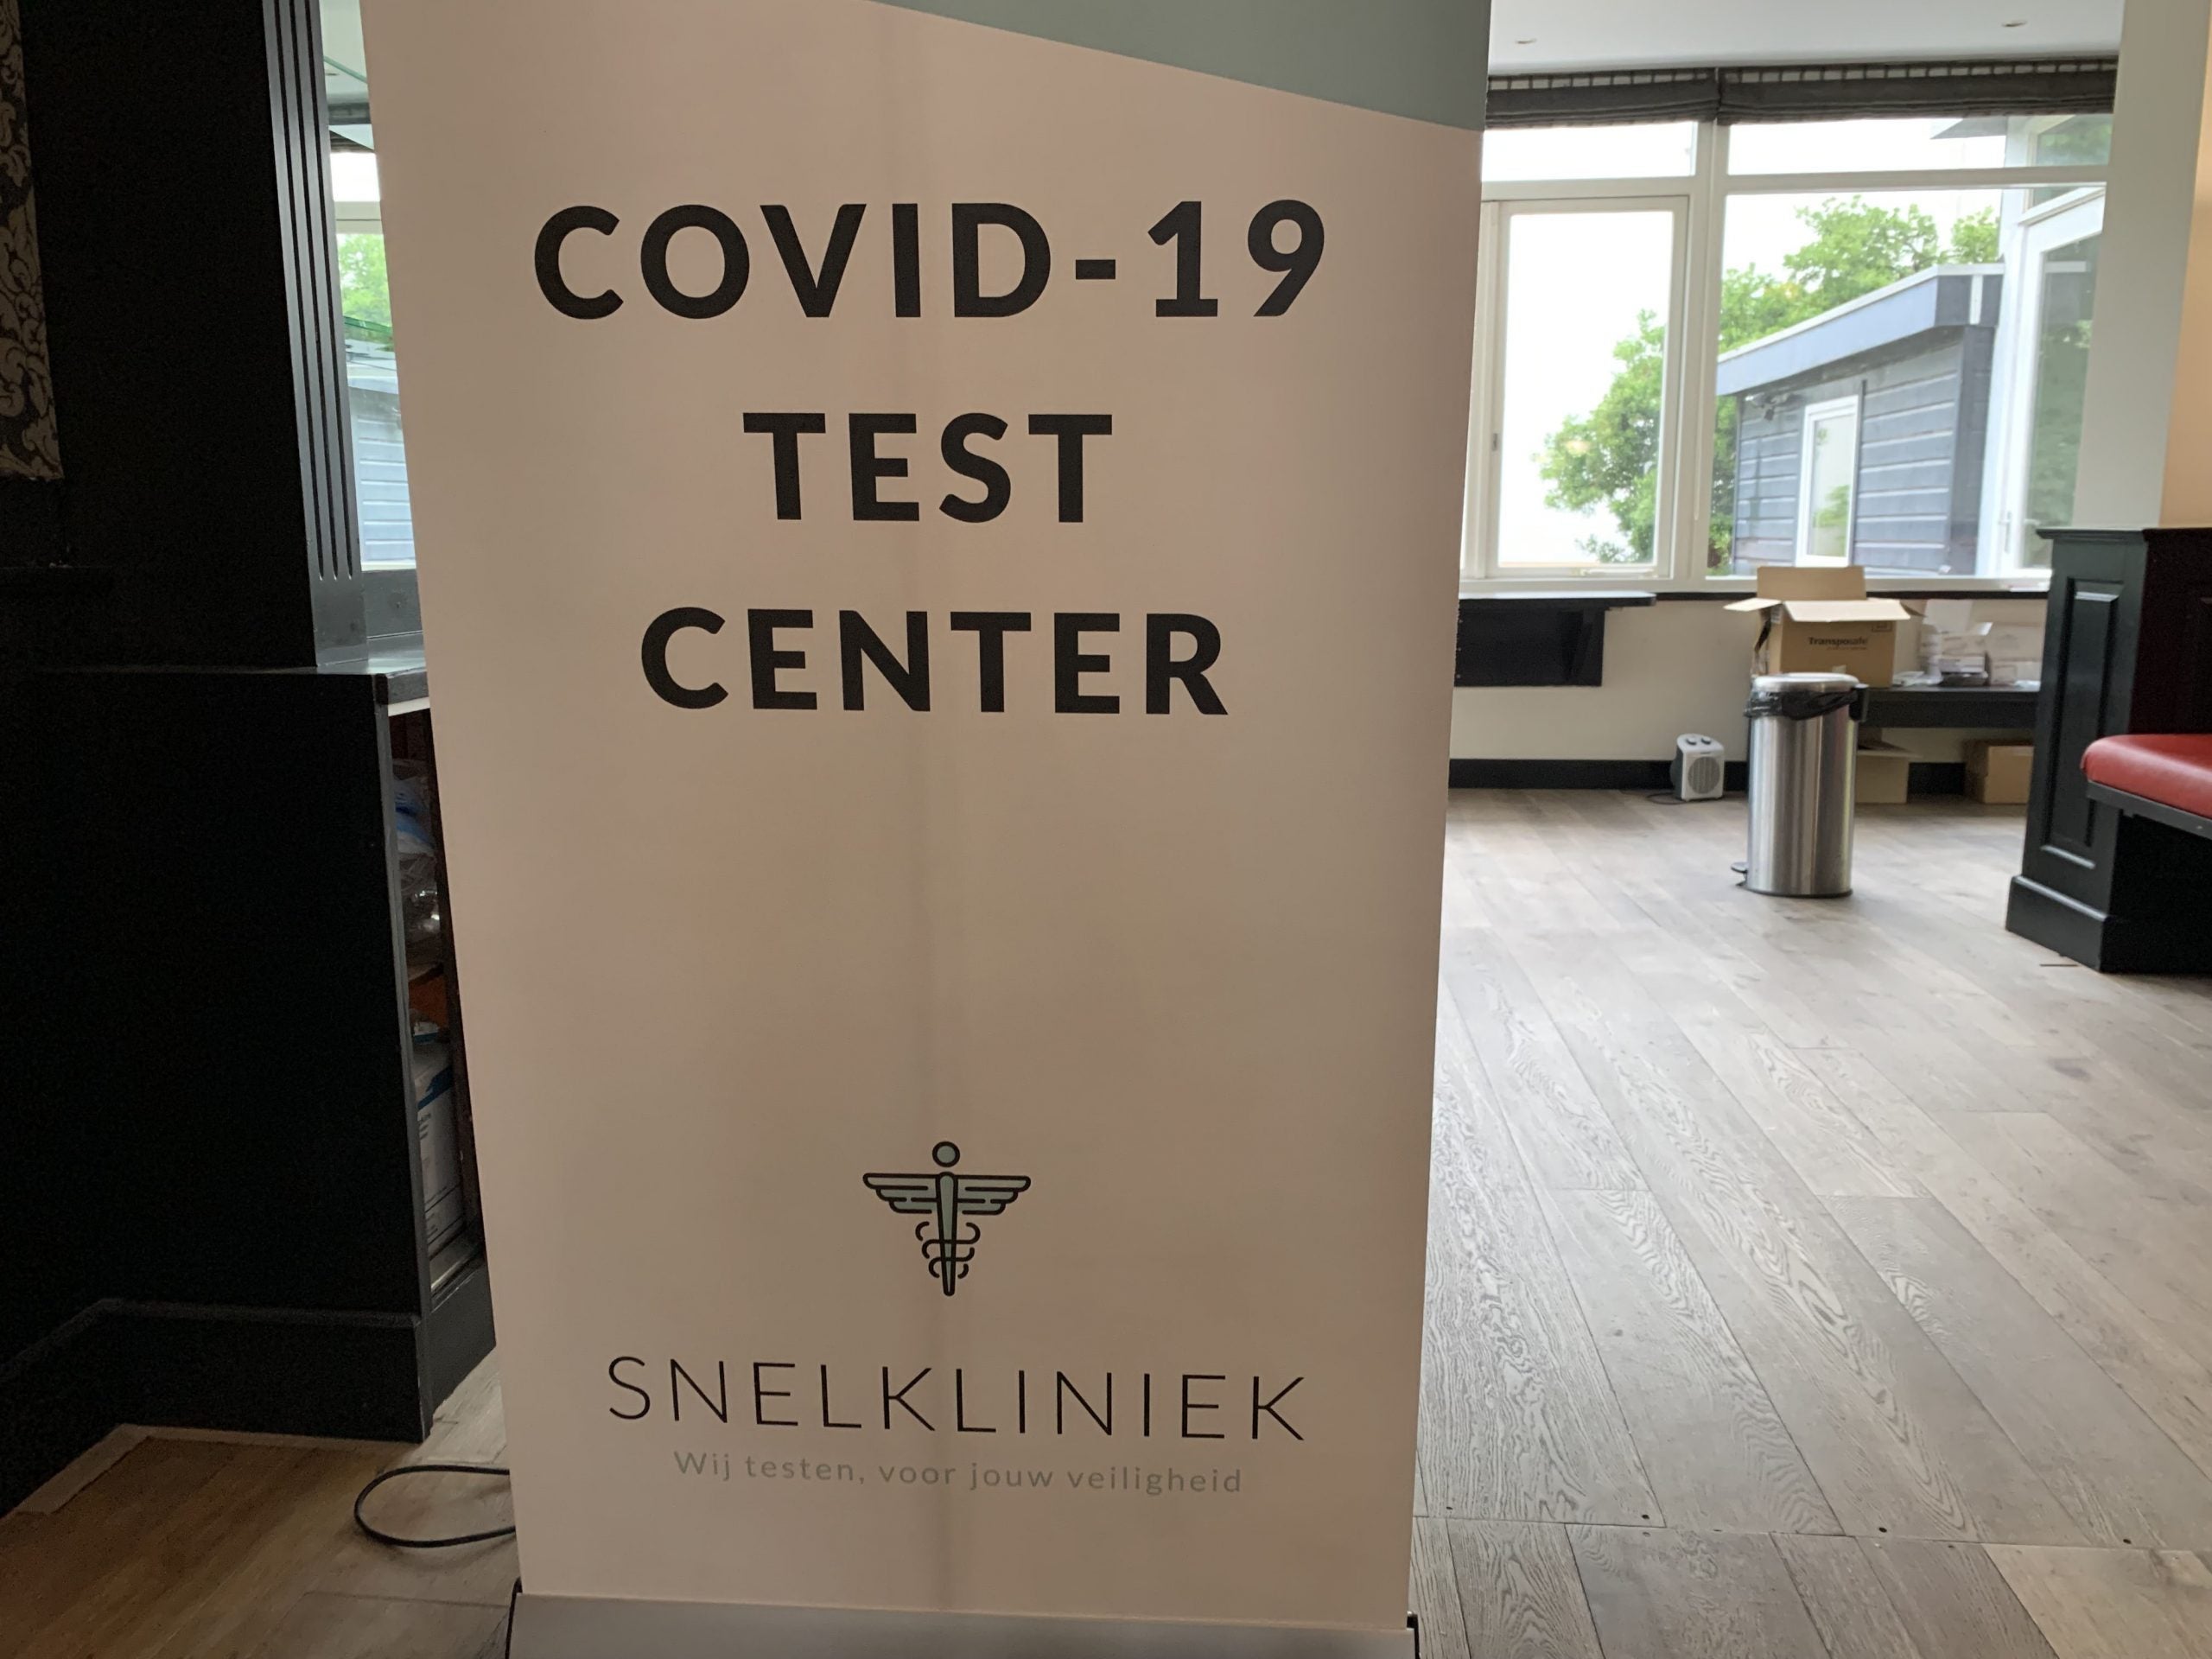 COVID-19
TEST
CENTER
SNELKLINIEK
Wij testen, voor jouw veiligheid